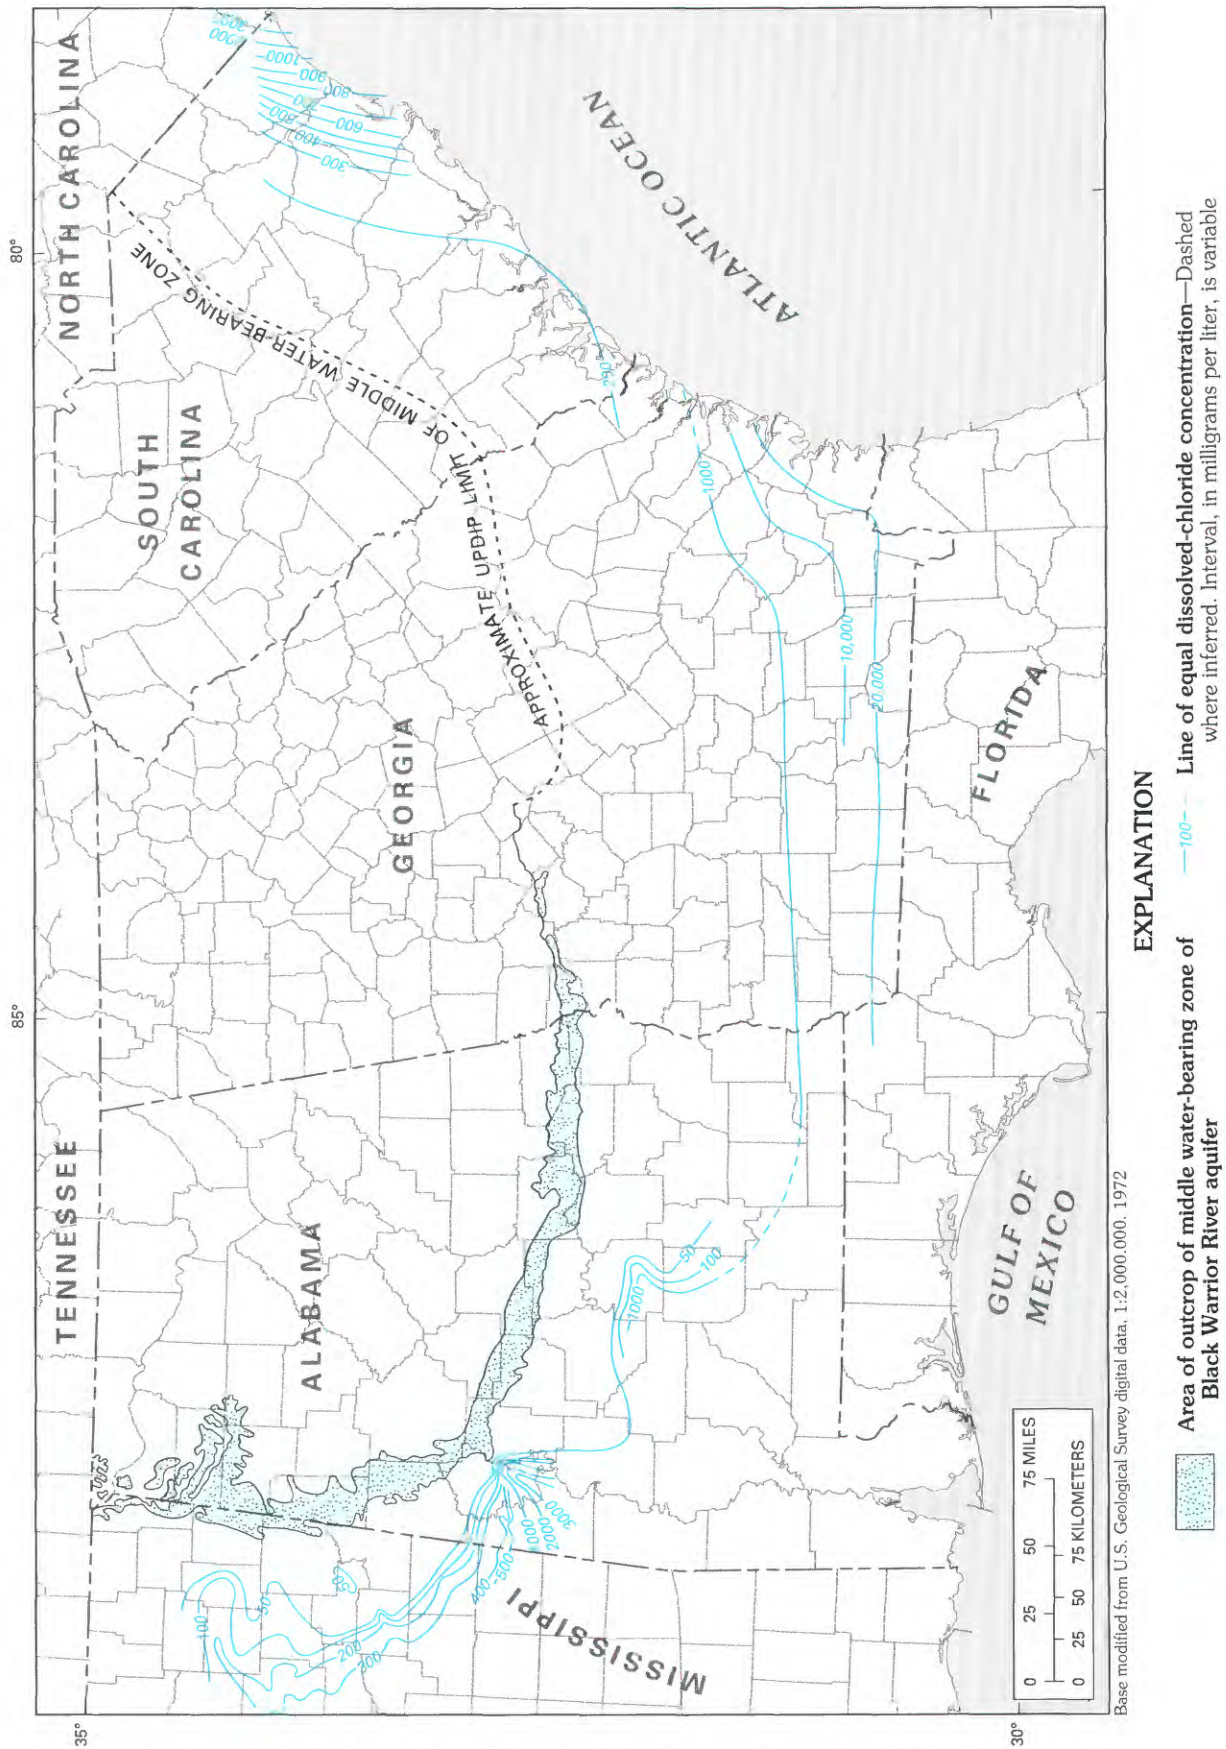 35°
30°
85°
80°
TENNESSEE
NORTH CAROLINA
SOUTH
CAROLINA
ALABAMA
GEORGIA
MISSISSIPPI
FLORIDA
GULF OF
MEXICO
ATLANTIC OCEAN
APPROXIMATE UPDIP LIMIT OF MIDDLE WATER-BEARING ZONE
100
50
50
200
300
400
500
2000
3000
1000
50
100
1000
10,000
20,000
250
300
400
600
800
900
1000
0 25 50 75 MILES
0 25 50 75 KILOMETERS
Base modified from U.S. Geological Survey digital data, 1:2,000,000, 1972
EXPLANATION
Area of outcrop of middle water-bearing zone of
Black Warrior River aquifer
—100– – Line of equal dissolved-chloride concentration—Dashed
where inferred. Interval, in milligrams per liter, is variable